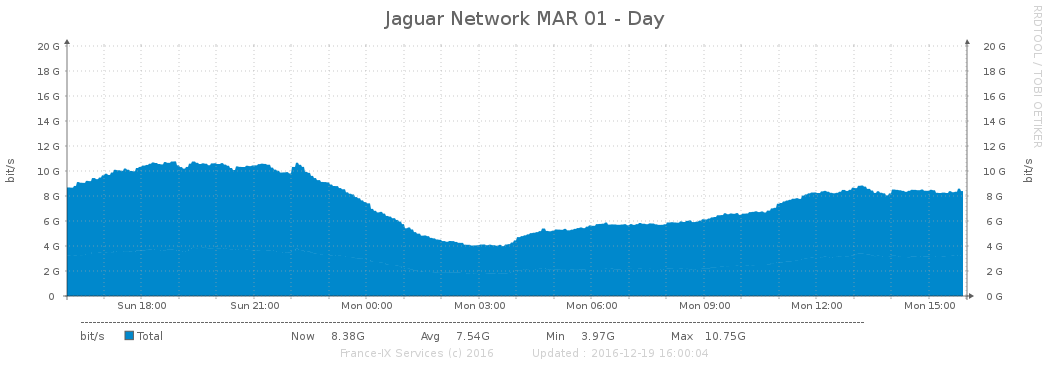 Jaguar Network MAR 01 - Day
RRDTOOL / TOBI OETIKER
bit/s
20 G 20 G
18 G 18 G
16 G 16 G
14 G 14 G
12 G 12 G
10 G 10 G
8 G 8 G
6 G 6 G
4 G 4 G
2 G 2 G
0 0 G
bit/s
Sun 18:00 Sun 21:00 Mon 00:00 Mon 03:00 Mon 06:00 Mon 09:00 Mon 12:00 Mon 15:00
bit/s Total Now 8.38G Avg 7.54G Min 3.97G Max 10.75G
France-IX Services (c) 2016 Updated : 2016-12-19 16:00:04